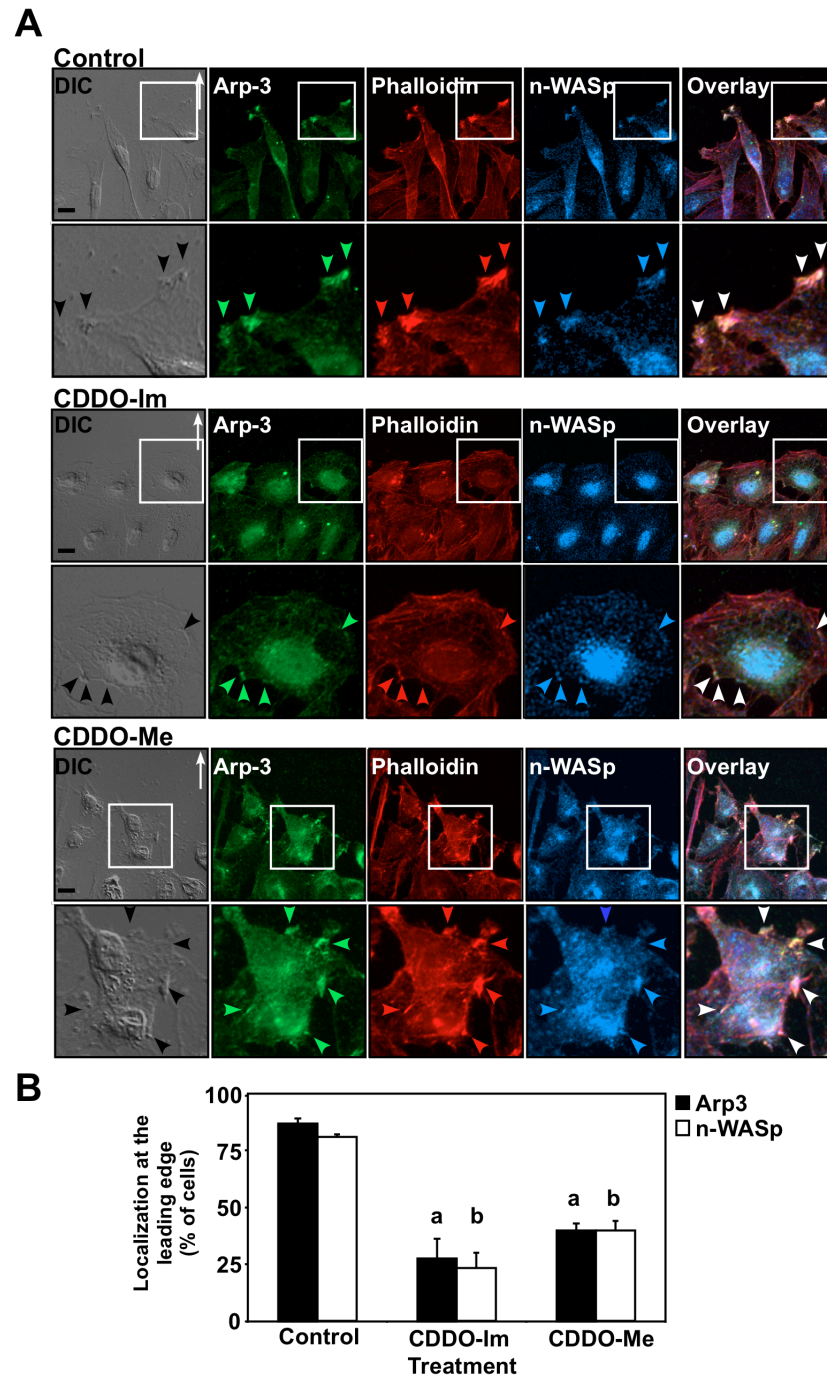 A
Control
DIC Arp-3 Phalloidin n-WASp Overlay
CDDO-Im
DIC Arp-3 Phalloidin n-WASp Overlay
CDDO-Me
DIC Arp-3 Phalloidin n-WASp Overlay
B
Localization at the
leading edge
(% of cells)
100
75
50
25
0
a b a b
Arp3
n-WASp
Control CDDO-Im CDDO-Me
Treatment